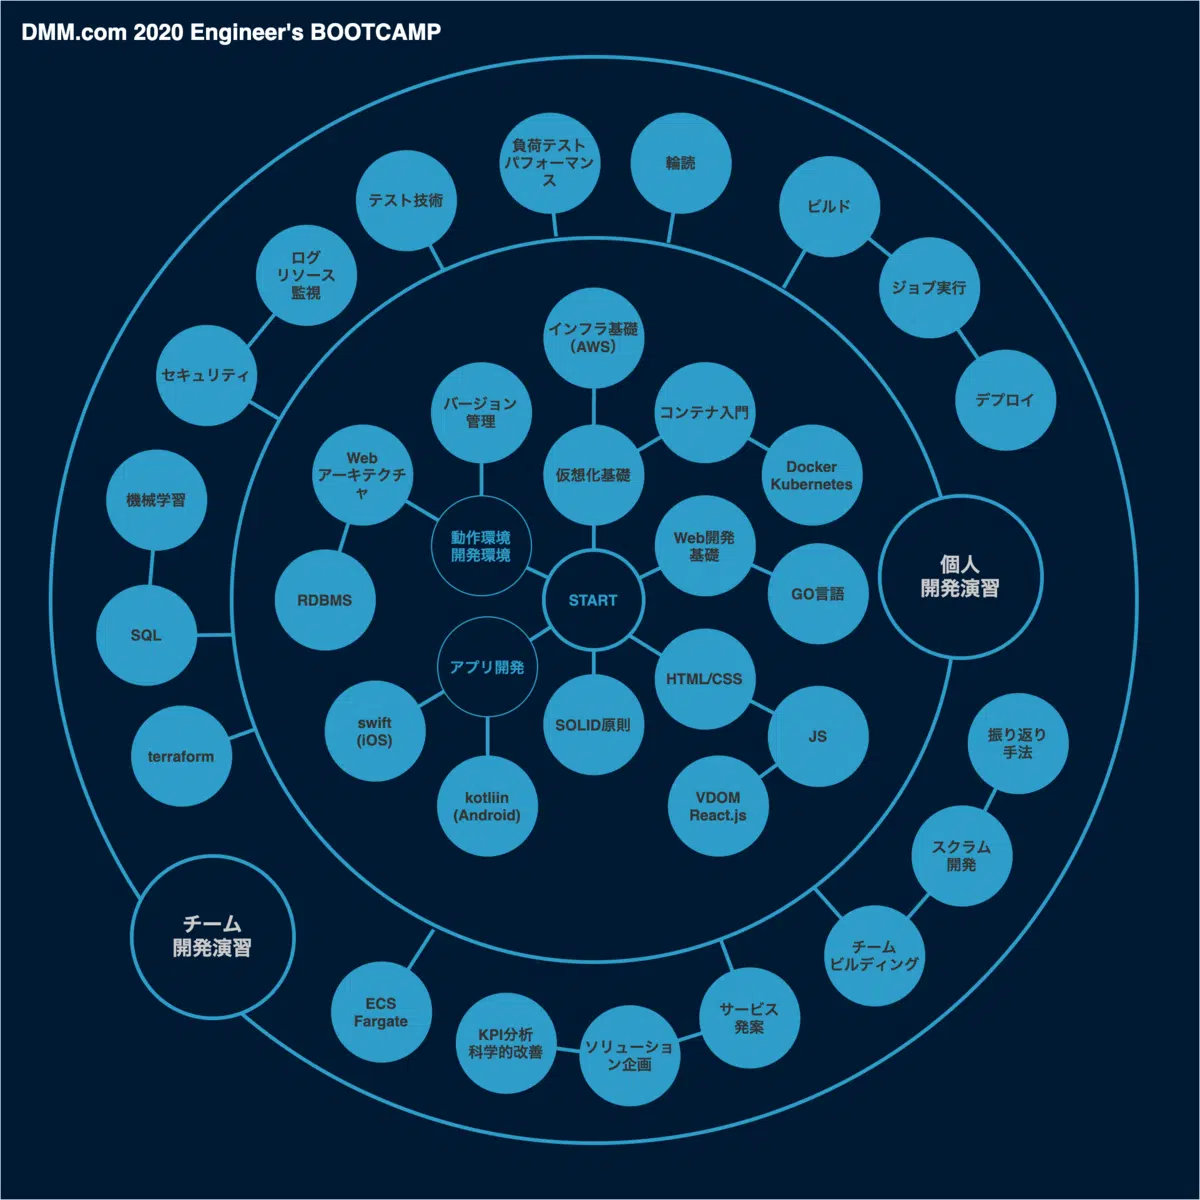 DMM.com 2020 Engineer's BOOTCAMP
負荷テスト
パフォーマン
ス
輪読
テスト技術
ビルド
ログ
リソース
監視
ジョブ実行
セキュリティ
デプロイ
インフラ基礎
（AWS）
バージョン
管理
コンテナ入門
Web
アーキテクチ
ャ
仮想化基礎
Docker
Kubernetes
機械学習
動作環境
開発環境
Web開発
基礎
個人
開発演習
RDBMS
START
GO言語
SQL
アプリ開発
HTML/CSS
swift
(iOS)
SOLID原則
JS
terraform
振り返り
手法
kotliin
(Android)
VDOM
React.js
スクラム
開発
チーム
開発演習
チーム
ビルディング
ECS
Fargate
KPI分析
科学的改善
ソリューショ
ン企画
サービス
発案